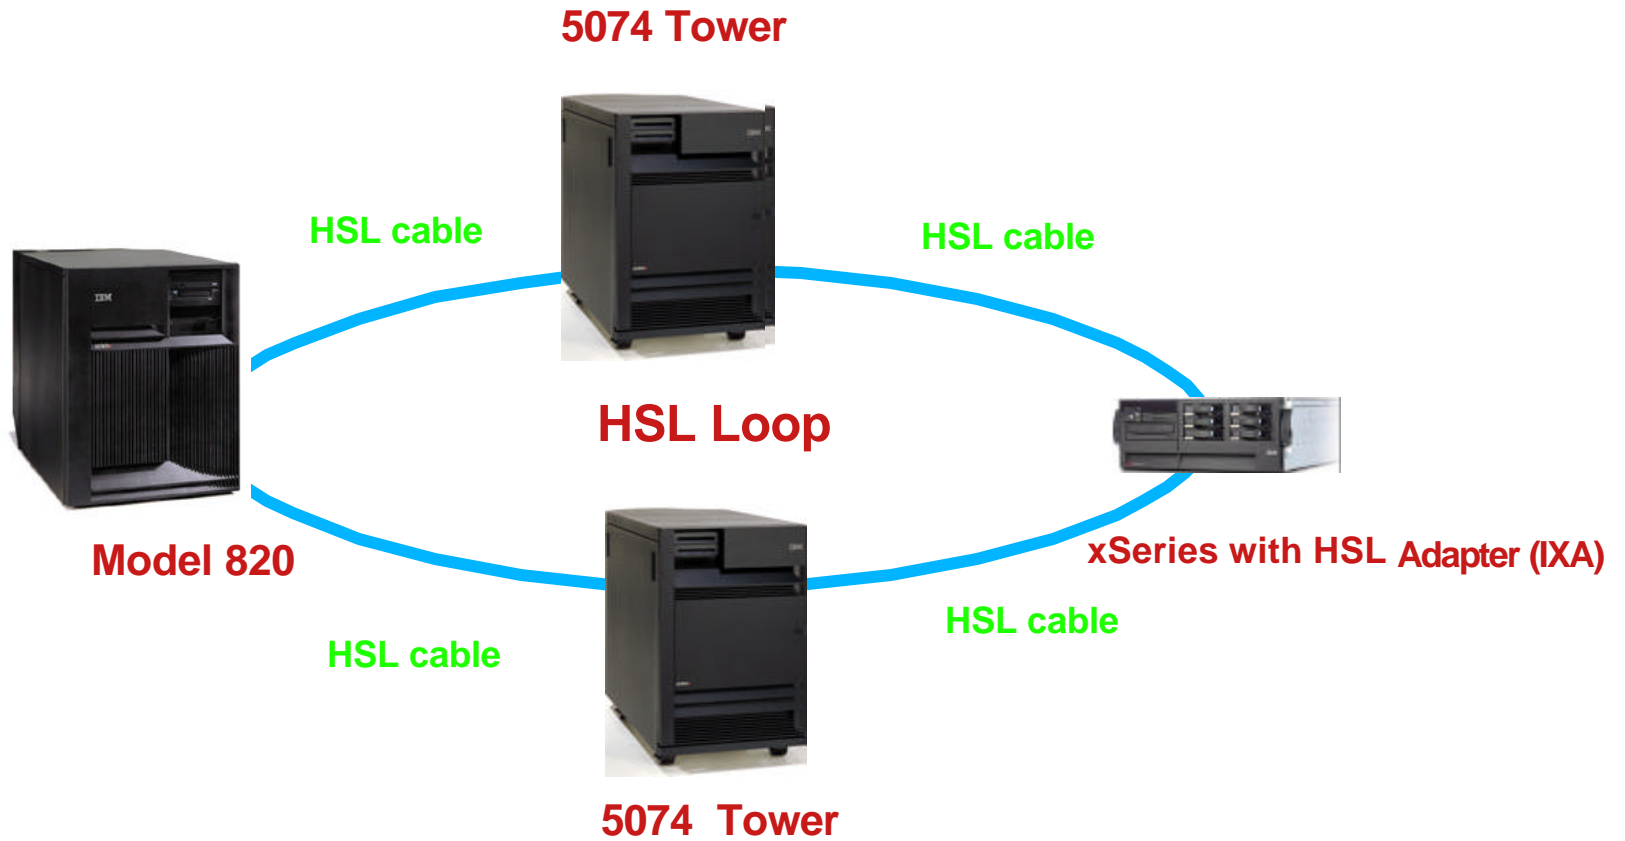 5074 Tower
HSL cable
HSL cable
IBM
HSL Loop
Model 820
xSeries with HSL Adapter (IXA)
HSL cable
HSL cable
5074 Tower